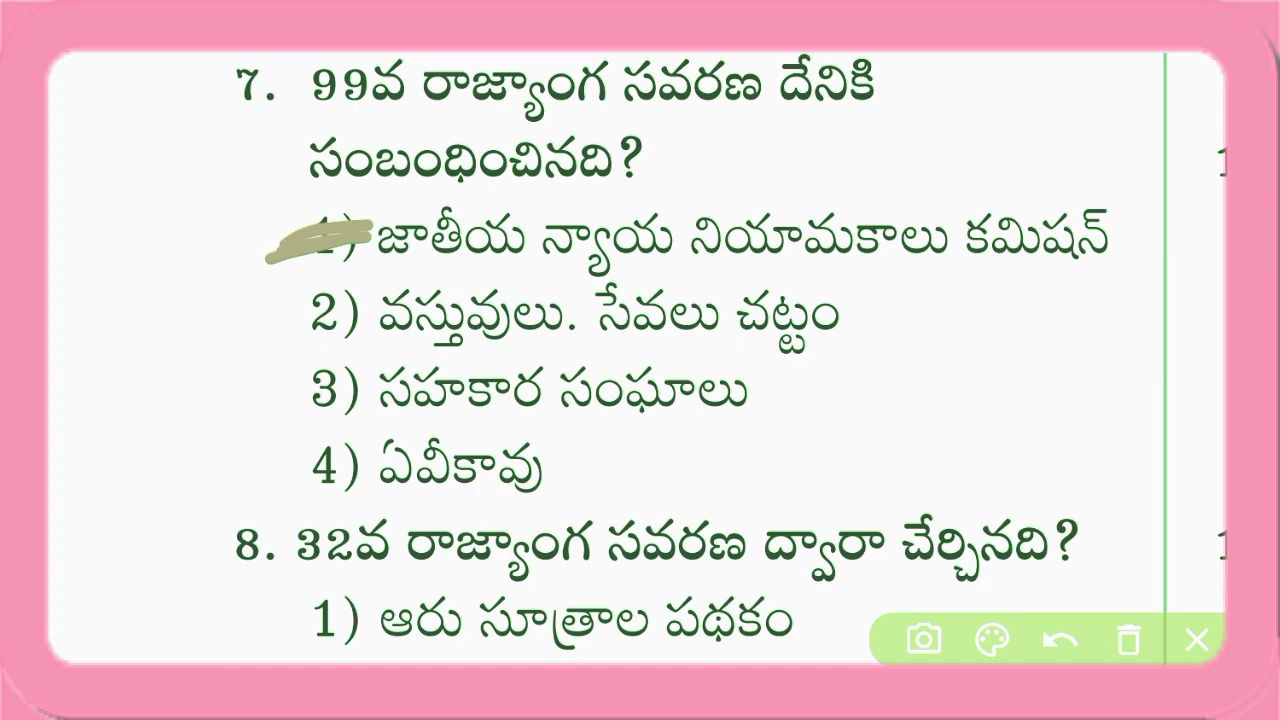 7. 99వ రాజ్యాంగ సవరణ దేనికి
సంబంధించినది?
1) జాతీయ న్యాయ నియామకాలు కమిషన్
2) వస్తువులు. సేవలు చట్టం
3) సహకార సంఘాలు
4) ఏవీకావు
8. 32వ రాజ్యాంగ సవరణ ద్వారా చేర్చినది?
1) ఆరు సూత్రాల పథకం